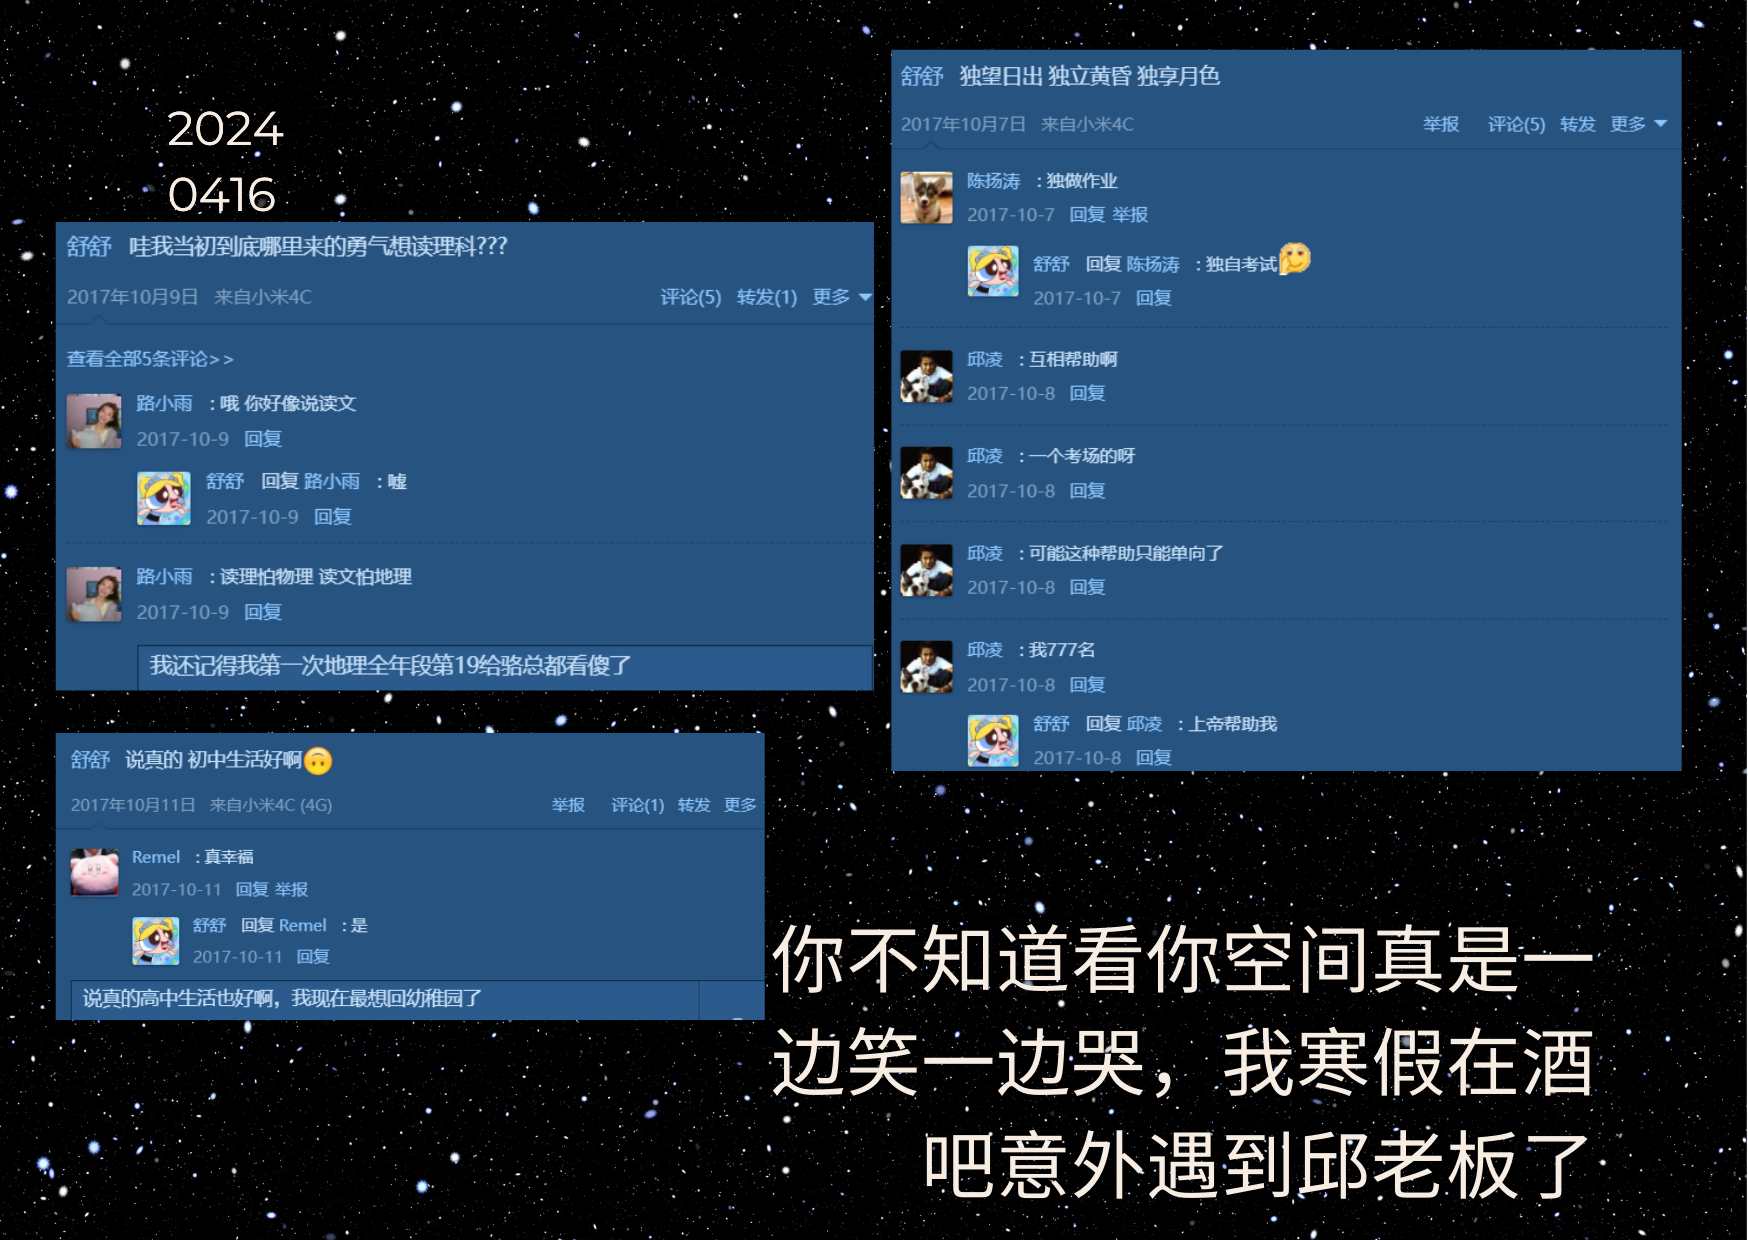 2024
0416
舒舒 哇我当初到底哪里来的勇气想读理科???
2017年10月9日 来自小米4C 评论(5) 转发(1) 更多
查看全部5条评论>>
路小雨 : 哦 你好像说读文
2017-10-9 回复
舒舒 回复 路小雨 : 嘘
2017-10-9 回复
路小雨 : 读理怕物理 读文怕地理
2017-10-9 回复
我还记得我第一次地理全年段第19给骆总都看傻了
舒舒 说真的 初中生活好啊
2017年10月11日 来自小米4C (4G) 举报 评论(1) 转发 更多
Remel : 真幸福
2017-10-11 回复 举报
舒舒 回复 Remel : 是
2017-10-11 回复
说真的高中生活也好啊，我现在最想回幼稚园了
舒舒 独望日出 独立黄昏 独享月色
2017年10月7日 来自小米4C 举报 评论(5) 转发 更多
陈扬涛 : 独做作业
2017-10-7 回复 举报
舒舒 回复 陈扬涛 : 独自考试
2017-10-7 回复
邱凌 : 互相帮助啊
2017-10-8 回复
邱凌 : 一个考场的呀
2017-10-8 回复
邱凌 : 可能这种帮助只能单向了
2017-10-8 回复
邱凌 : 我777名
2017-10-8 回复
舒舒 回复 邱凌 : 上帝帮助我
2017-10-8 回复
你不知道看你空间真是一
边笑一边哭，我寒假在酒
吧意外遇到邱老板了